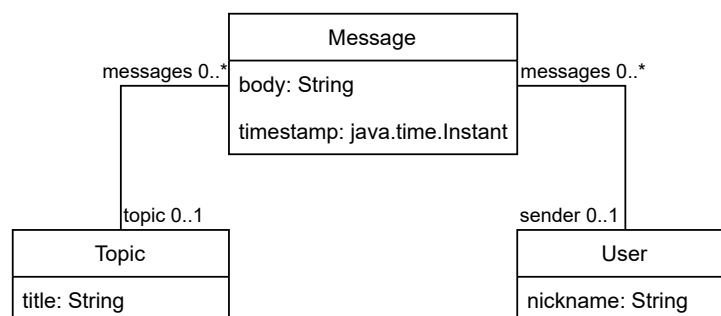 Message
messages 0..*
messages 0..*
body: String
timestamp: java.time.Instant
topic 0..1
sender 0..1
Topic
User
title: String
nickname: String